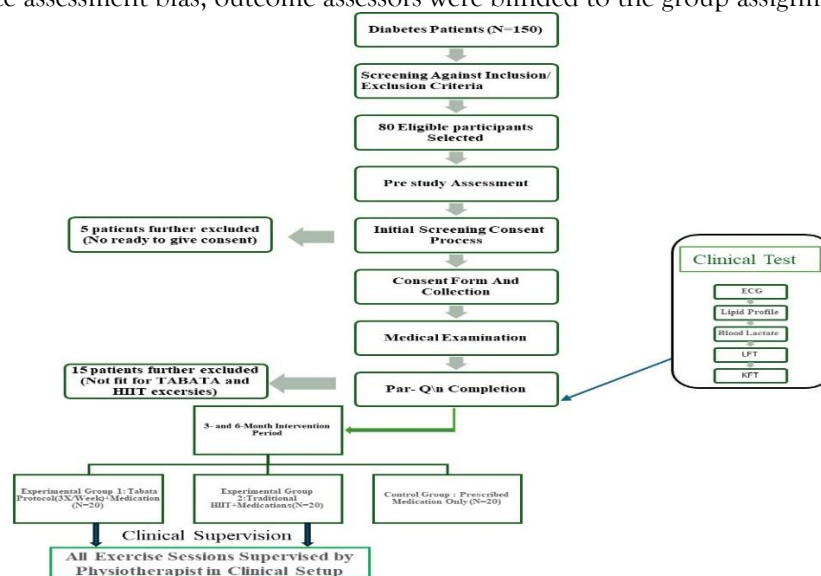 te assessment bias, outcome assessors were blinded to the group assignm
Diabetes Patients (N=150)
Screening Against Inclusion/
Exclusion Criteria
80 Eligible participants
Selected
Pre study Assessment
5 patients further excluded
(No ready to give consent)
Initial Screening Consent
Process
Consent Form And
Collection
Medical Examination
15 patients further excluded
(Not fit for TABATA and
HIIT excersies)
Par- Q\n Completion
Clinical Test
ECG
Lipid Profile
Blood Lactate
LFT
KFT
3- and 6-Month Intervention
Period
Experimental Group 1: Tabata
Protocol(3X/Week)+Medication
(N=20)
Experimental Group
2:Traditional
HIIT+Medications(N=20)
Control Group : Prescribed
Medication Only (N=20)
Clinical Supervision
All Exercise Sessions Supervised by
Physiotherapist in Clinical Setup